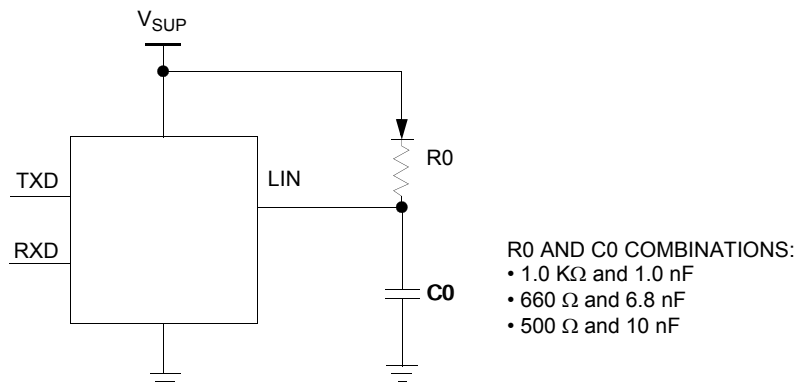 VSUP
R0
TXD
LIN
RXD
C0
R0 AND C0 COMBINATIONS:
• 1.0 KΩ and 1.0 nF
• 660 Ω and 6.8 nF
• 500 Ω and 10 nF